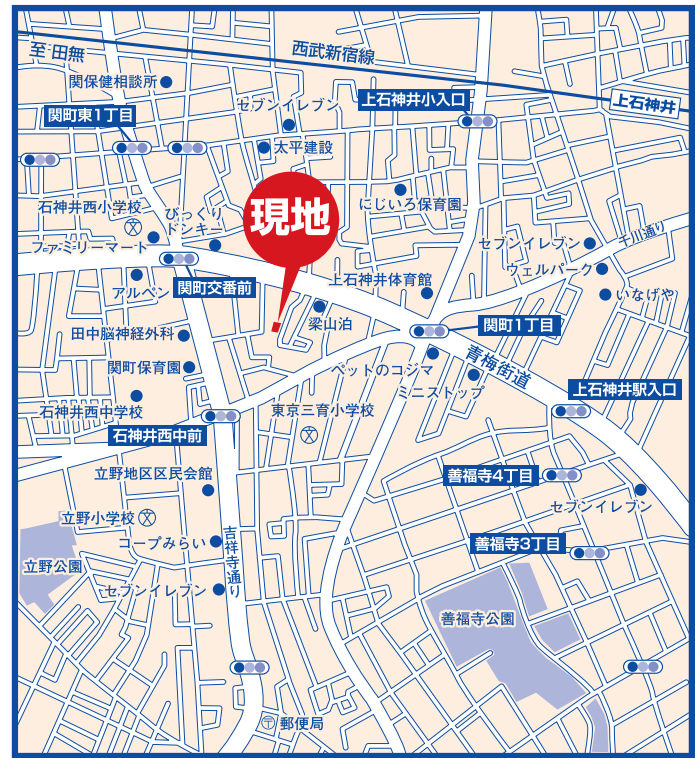 至 田無
西武新宿線
関保健相談所
セブンイレブン
上石神井小入口
上石神井
関町東1丁目
太平建設
石神井西小学校
びっくり
ドンキー
現地
にじいろ保育園
ファミリーマート
セブンイレブン
千川通り
ウェルパーク
アルペン
関町交番前
上石神井体育館
いなげや
田中脳神経外科
梁山泊
関町1丁目
関町保育園
ペットのコジマ
青梅街道
ミニストップ
上石神井駅入口
石神井西中学校
東京三育小学校
石神井西中前
文
立野地区区民会館
善福寺4丁目
セブンイレブン
立野小学校
文
吉祥寺通り
コープみらい
善福寺3丁目
立野公園
セブンイレブン
善福寺公園
〒郵便局